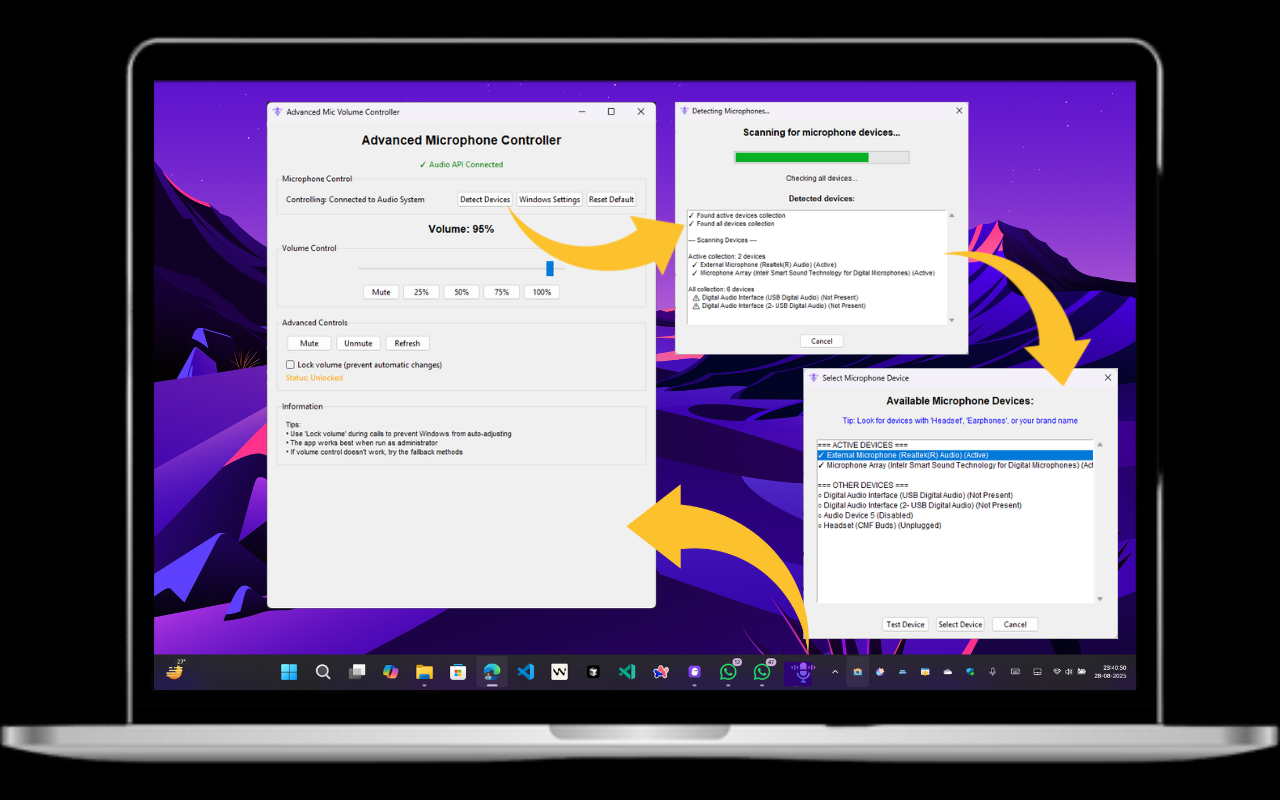 Advanced Mic Volume Controller
Advanced Microphone Controller
✓ Audio API Connected
Microphone Control
Controlling: Connected to Audio System
Detect Devices
Windows Settings
Reset Default
Volume: 95%
Volume Control
Mute
25%
50%
75%
100%
Advanced Controls
Mute
Unmute
Refresh
Lock volume (prevent automatic changes)
Status: Unlocked
Information
Tips:
• Use 'Lock volume' during calls to prevent Windows from auto-adjusting
• The app works best when run as administrator
• If volume control doesn't work, try the fallback methods
Detecting Microphones...
Scanning for microphone devices...
Checking all devices...
Detected devices:
✓ Found active devices collection
✓ Found all devices collection
--- Scanning Devices ---
Active collection: 2 devices
✓ External Microphone (Realtek(R) Audio) (Active)
✓ Microphone Array (Intelr Smart Sound Technology for Digital Microphones) (Active)
All collection: 6 devices
⚠ Digital Audio Interface (USB Digital Audio) (Not Present)
⚠ Digital Audio Interface (2- USB Digital Audio) (Not Present)
Cancel
Select Microphone Device
Available Microphone Devices:
Tip: Look for devices with 'Headset', 'Earphones', or your brand name
=== ACTIVE DEVICES ===
✓ External Microphone (Realtek(R) Audio) (Active)
✓ Microphone Array (Intelr Smart Sound Technology for Digital Microphones) (Act
=== OTHER DEVICES ===
○ Digital Audio Interface (USB Digital Audio) (Not Present)
○ Digital Audio Interface (2- USB Digital Audio) (Not Present)
○ Audio Device 5 (Disabled)
○ Headset (CMF Buds) (Unplugged)
Test Device
Select Device
Cancel
27°
12
47
23:40:50
28-08-2025